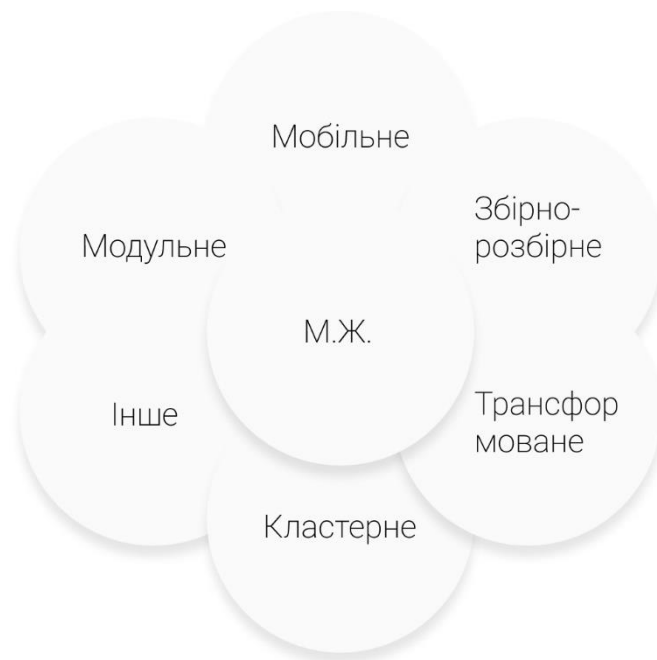 Мобільне
Збірно-
розбірне
Модульне
М.Ж.
Трансфор
моване
Інше
Кластерне